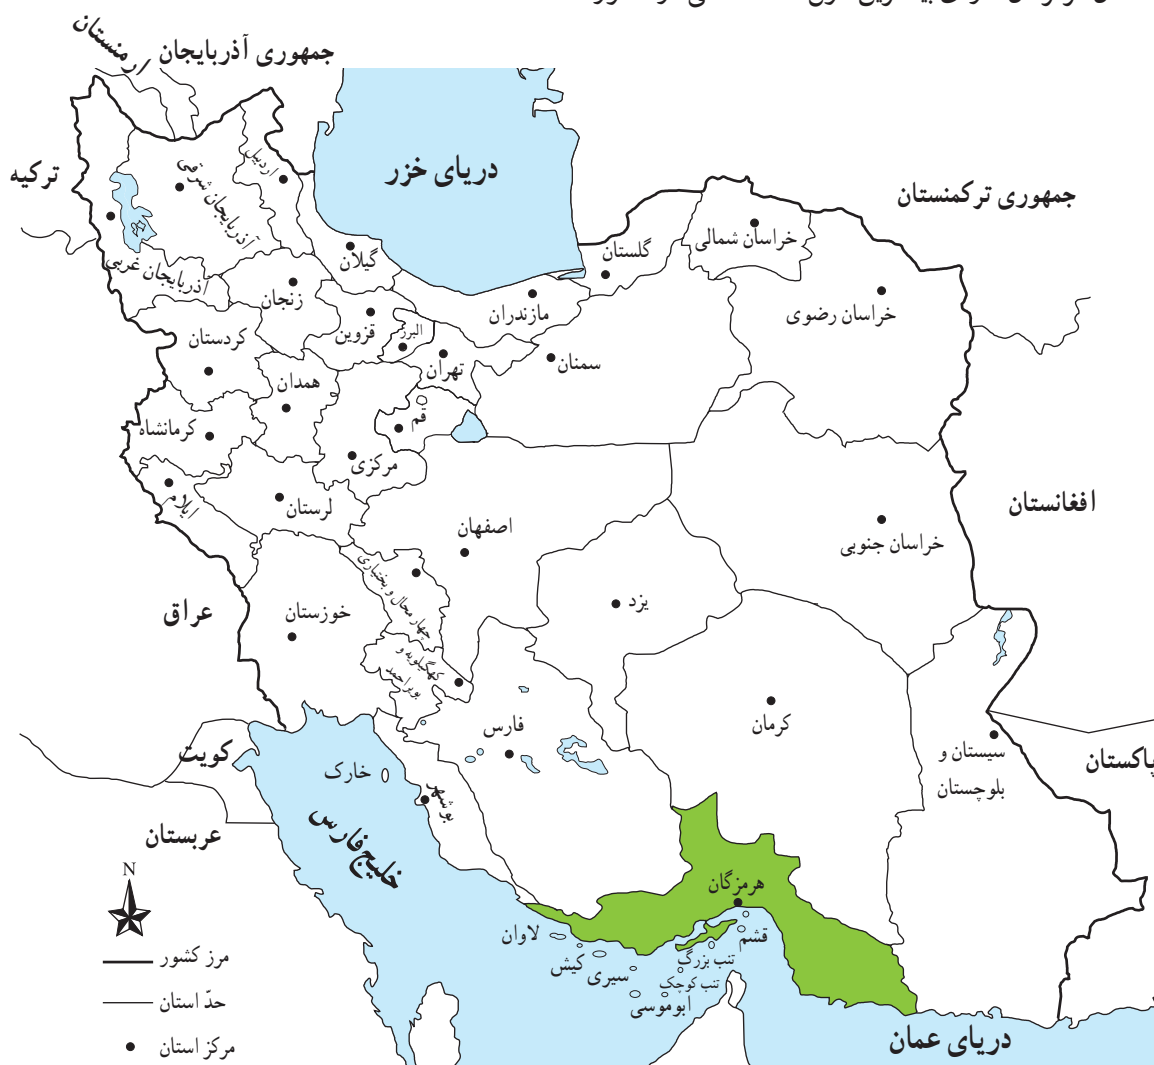 ارمنستان
جمهوری آذربایجان
ترکیه
دریای خزر
جمهوری ترکمنستان
اردبیل
آذربایجان شرقی
آذربایجان غربی
گیلان
گلستان
خراسان شمالی
زنجان
مازندران
خراسان رضوی
کردستان
قزوین
البرز
تهران
سمنان
همدان
کرمانشاه
قم
مرکزی
ایلام
لرستان
اصفهان
خراسان جنوبی
افغانستان
عراق
خوزستان
چهارمحال و بختیاری
یزد
کهگیلویه و
بویراحمد
فارس
کرمان
سیستان و
بلوچستان
پاکستان
کویت
خارک
بوشهر
عربستان
خلیج فارس
هرمزگان
لاوان
کیش
سیری
قشم
تنب بزرگ
تنب کوچک
ابوموسی
دریای عمان
N
مرز کشور
حدّ استان
مرکز استان